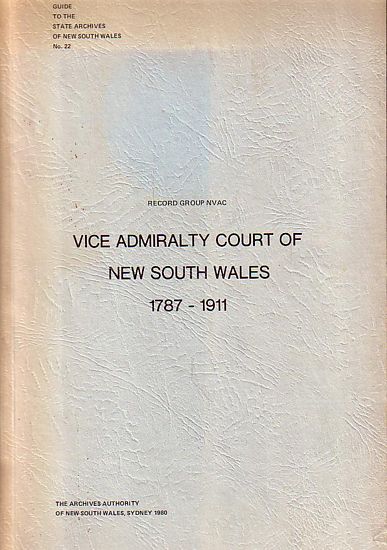 GUIDE
TO THE
STATE ARCHIVES
OF NEW SOUTH WALES
No. 22
RECORD GROUP NVAC
VICE ADMIRALTY COURT OF
NEW SOUTH WALES
1787 - 1911
THE ARCHIVES AUTHORITY
OF NEW SOUTH WALES, SYDNEY 1980